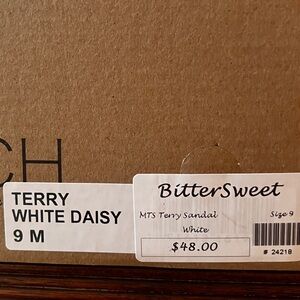 CH
TERRY
WHITE DAISY
9 M
BitterSweet
MTS Terry Sandal Size 9
White
$48.00
# 24218